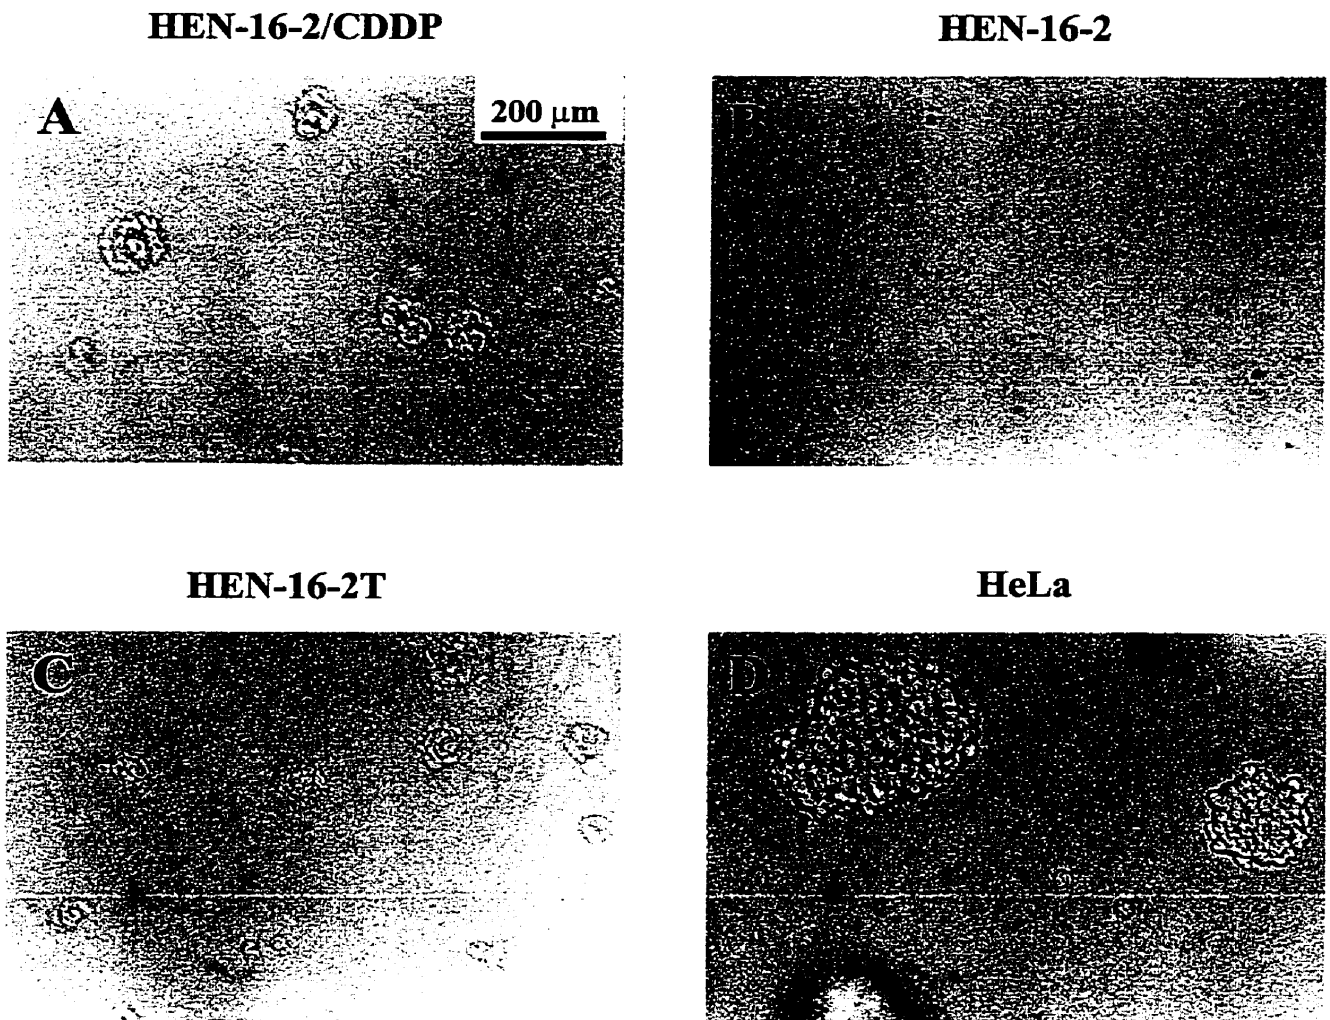 HEN-16-2/CDDP
HEN-16-2
A
200 μm
B
HEN-16-2T
HeLa
C
D